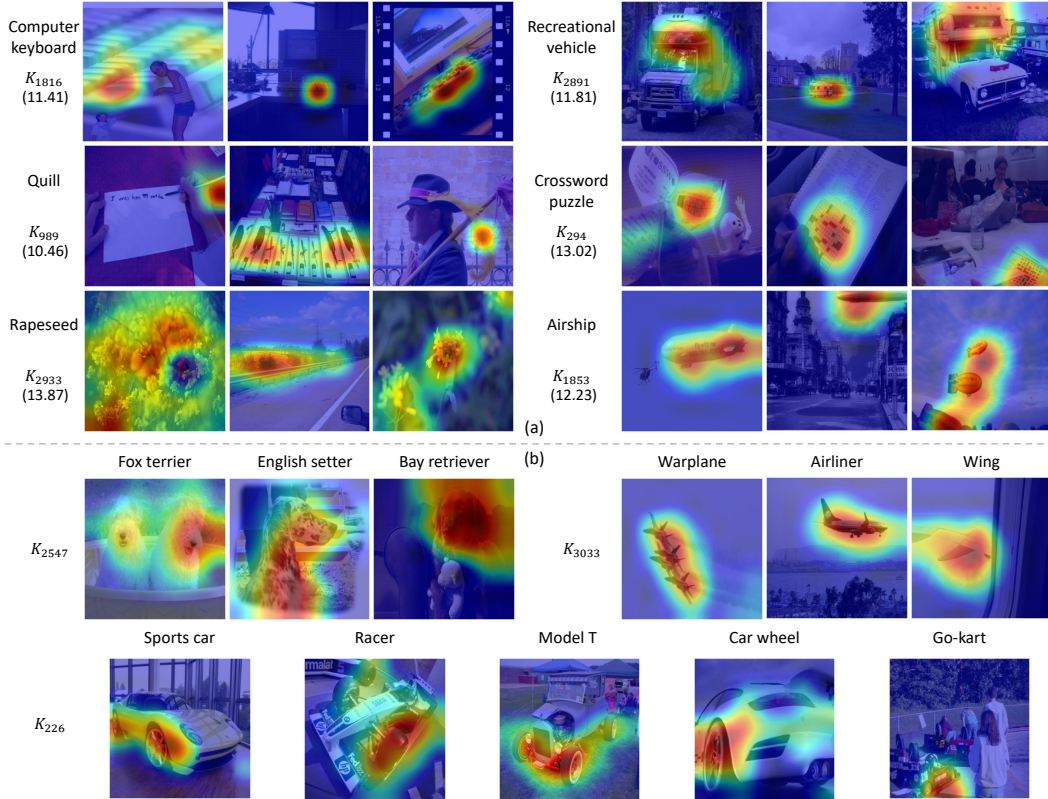 Computer
keyboard
K1816
(11.41)
Recreational
vehicle
K2891
(11.81)
Quill
K989
(10.46)
Crossword
puzzle
K294
(13.02)
Rapeseed
K2933
(13.87)
Airship
K1853
(12.23)
(a)
(b)
Fox terrier
English setter
Bay retriever
Warplane
Airliner
Wing
K2547
K3033
Sports car
Racer
Model T
Car wheel
Go-kart
K226